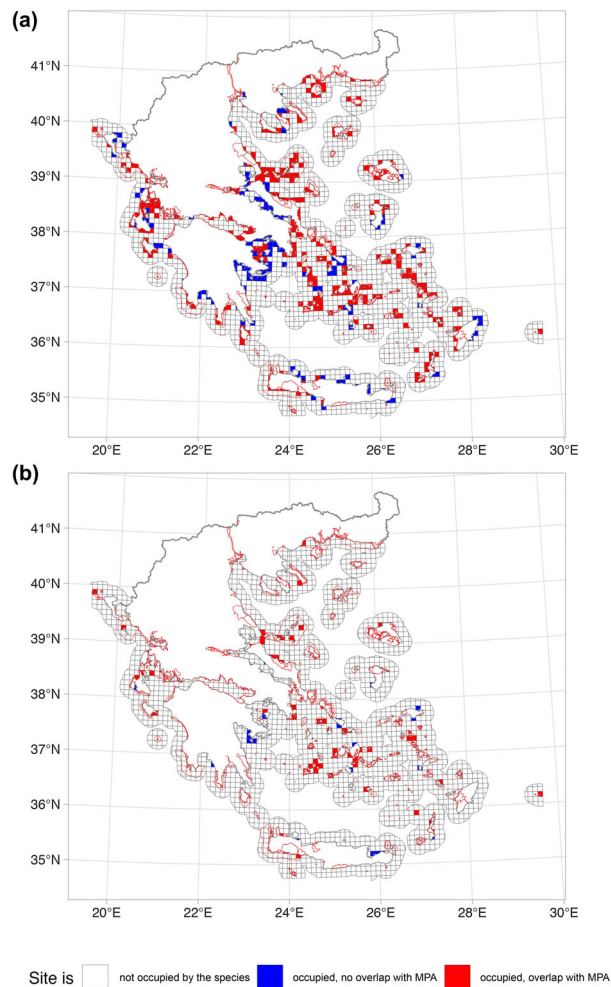 (a)
41°N
40°N
39°N
38°N
37°N
36°N
35°N
20°E 22°E 24°E 26°E 28°E 30°E
(b)
41°N
40°N
39°N
38°N
37°N
36°N
35°N
20°E 22°E 24°E 26°E 28°E 30°E
Site is not occupied by the species occupied, no overlap with MPA occupied, overlap with MPA